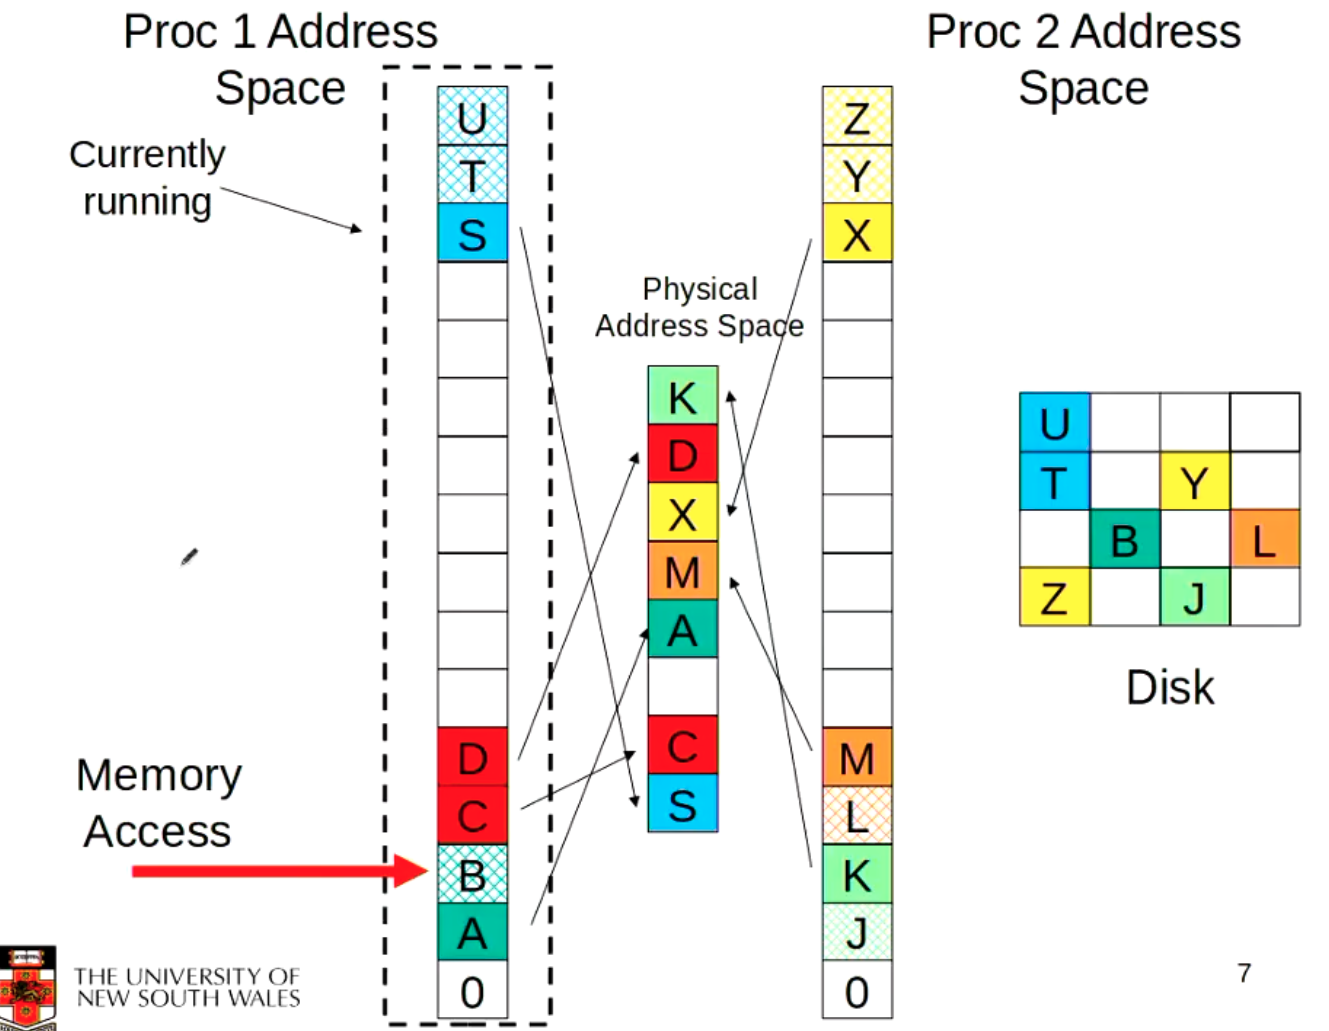 Proc 1 Address
Space
Proc 2 Address
Space
Currently
running
U
T
S
D
C
B
A
0
Physical
Address Space
K
D
X
M
A
C
S
Z
Y
X
M
L
K
J
0
U
T Y
B L
Z J
Disk
Memory
Access
THE UNIVERSITY OF
NEW SOUTH WALES
7